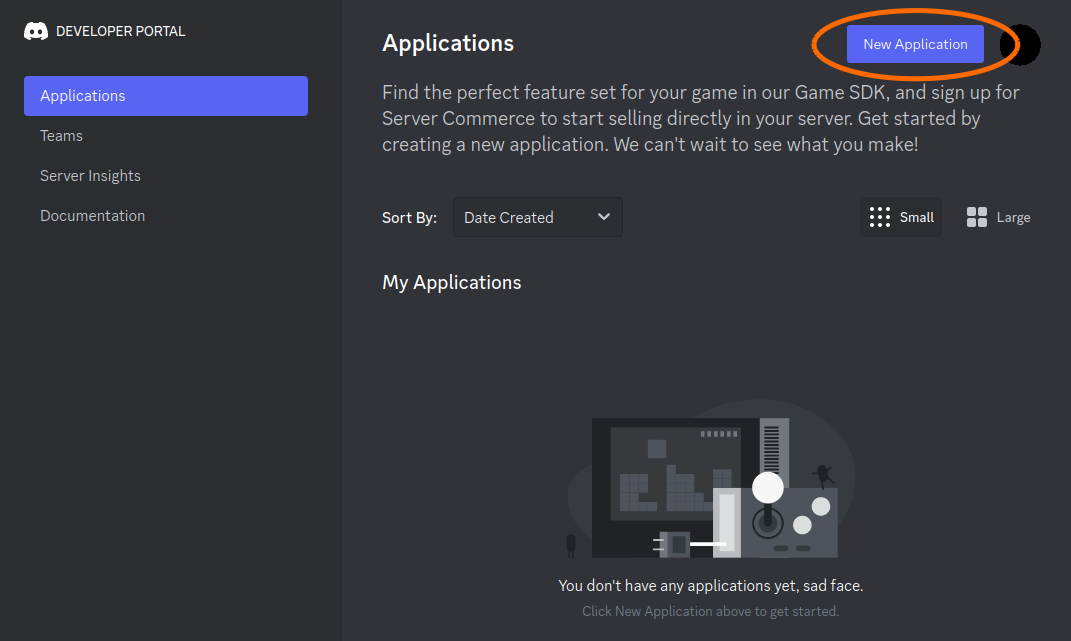 DEVELOPER PORTAL
Applications
Teams
Server Insights
Documentation
Applications
New Application
Find the perfect feature set for your game in our Game SDK, and sign up for
Server Commerce to start selling directly in your server. Get started by
creating a new application. We can't wait to see what you make!
Sort By:
Date Created
Small
Large
My Applications
You don't have any applications yet, sad face.
Click New Application above to get started.